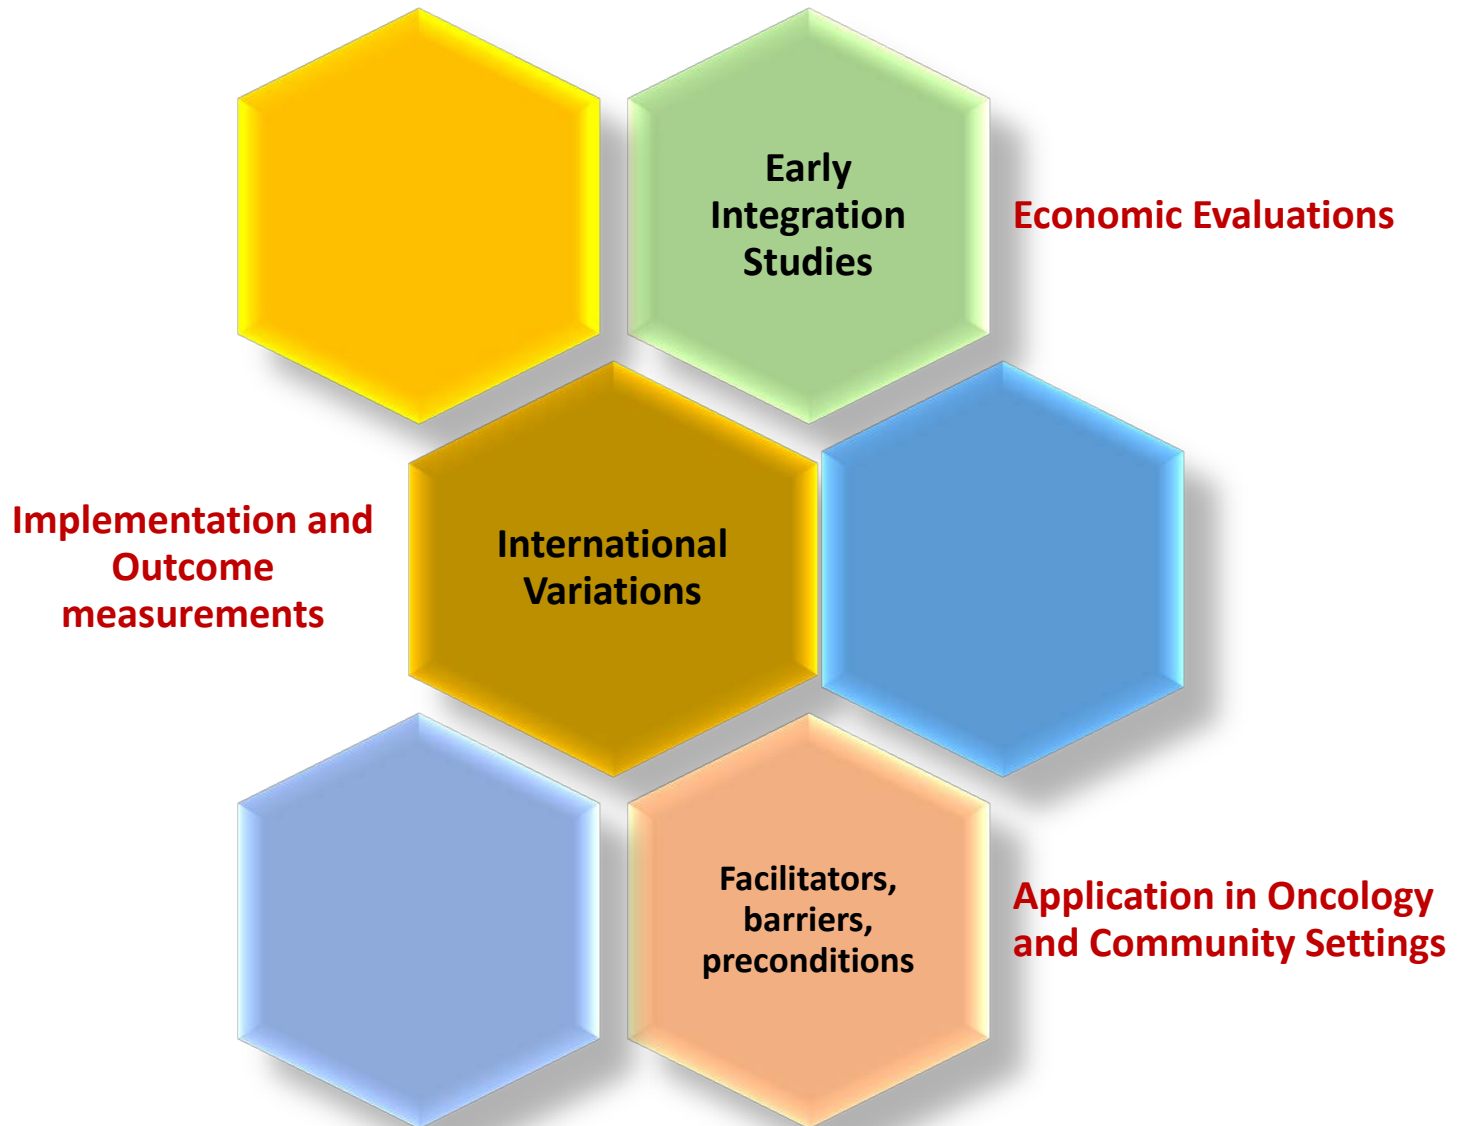 Early
Integration
Studies
Economic Evaluations
Implementation and
Outcome
measurements
International
Variations
Facilitators,
barriers,
preconditions
Application in Oncology
and Community Settings